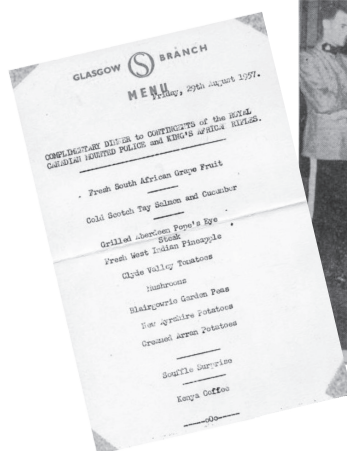 GLASGOW S BRANCH
MENU
Friday, 29th August 1957.
COMPLIMENTARY DINNER to CONTINGENTS of the ROYAL
CANADIAN MOUNTED POLICE and KING'S AFRICAN RIFLES.
Fresh South African Grape Fruit
Cold Scotch Tay Salmon and Cucumber
Grilled Aberdeen Pope's Eye
Steak
Fresh West Indian Pineapple
Clyde Valley Tomatoes
Mushrooms
Blairgowrie Garden Peas
New Ayrshire Potatoes
Creamed Arran Potatoes
Souffle Surprise
Kenya Coffee
-----oOo-----